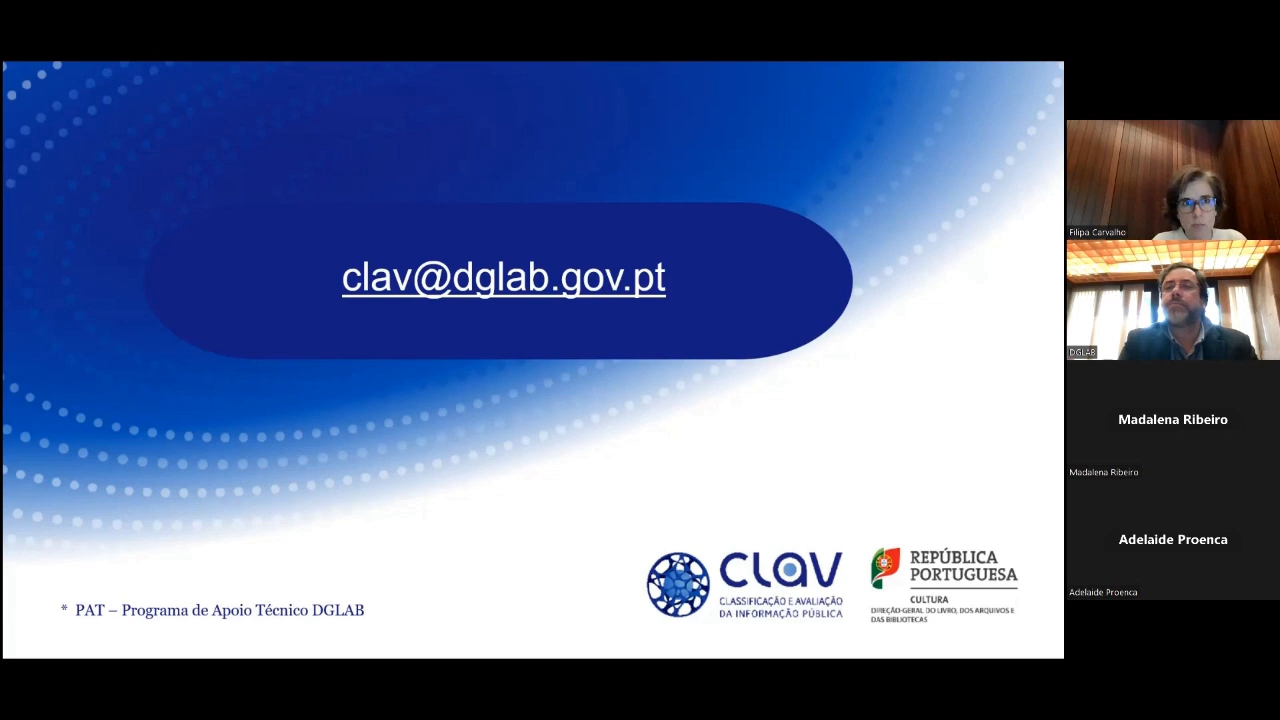 clav@dglab.gov.pt
* PAT – Programa de Apoio Técnico DGLAB
CLAV
CLASSIFICAÇÃO E AVALIAÇÃO
DA INFORMAÇÃO PÚBLICA
REPÚBLICA
PORTUGUESA
CULTURA
DIREÇÃO-GERAL DO LIVRO, DOS ARQUIVOS E
DAS BIBLIOTECAS
Filipa Carvalho
DGLAB
Madalena Ribeiro
Madalena Ribeiro
Adelaide Proenca
Adelaide Proenca